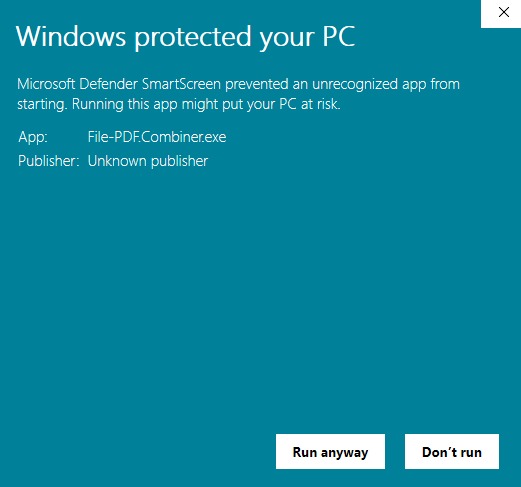 Windows protected your PC
Microsoft Defender SmartScreen prevented an unrecognized app from
starting. Running this app might put your PC at risk.
App: File-PDF.Combiner.exe
Publisher: Unknown publisher
Run anyway Don’t run